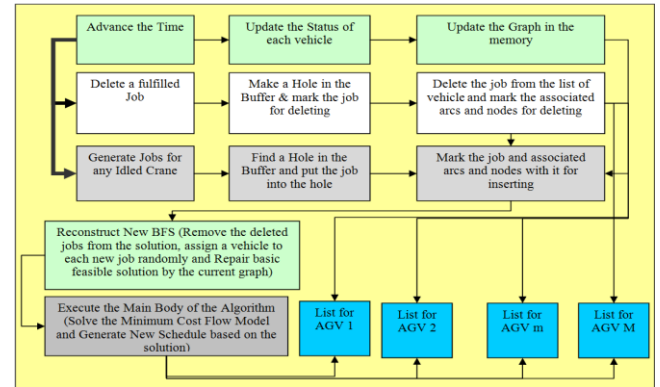 Advance the Time
Update the Status of
each vehicle
Update the Graph in the
memory
Delete a fulfilled
Job
Make a Hole in the
Buffer & mark the job
for deleting
Delete the job from the list of
vehicle and mark the associated
arcs and nodes for deleting
Generate Jobs for
any Idled Crane
Find a Hole in the
Buffer and put the job
into the hole
Mark the job and associated
arcs and nodes with it for
inserting
Reconstruct New BFS (Remove the deleted
jobs from the solution, assign a vehicle to
each new job randomly and Repair basic
feasible solution by the current graph)
Execute the Main Body of the Algorithm
(Solve the Minimum Cost Flow Model
and Generate New Schedule based on the
solution)
List for
AGV 1
List for
AGV 2
List for
AGV m
List for
AGV M